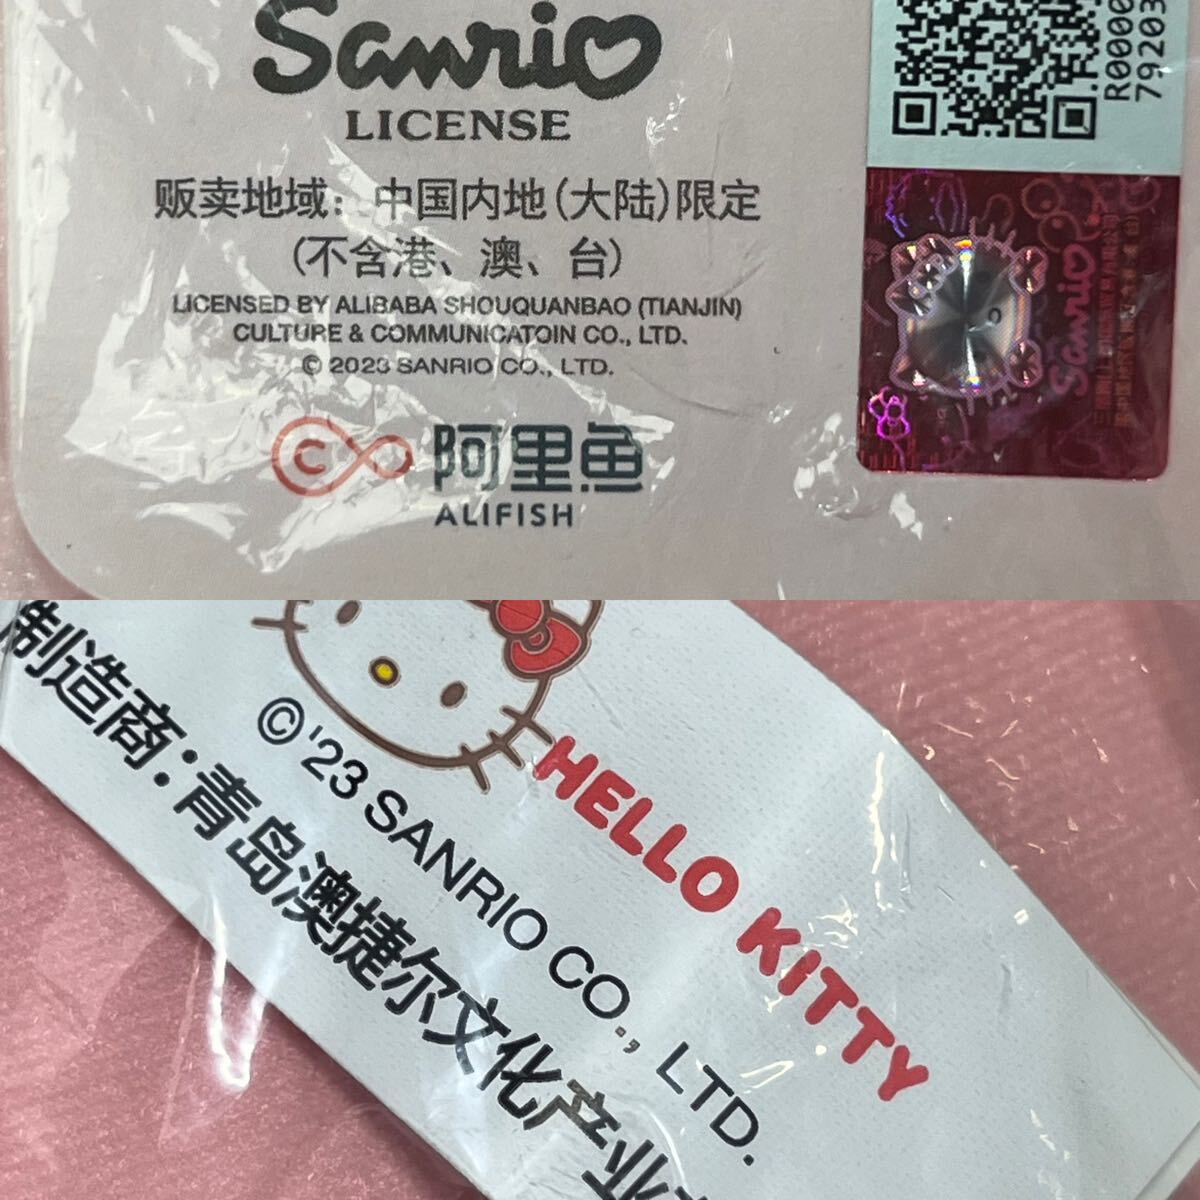 Sanrio
LICENSE
贩卖地域：中国内地(大陆)限定
(不含港、澳、台)
LICENSED BY ALIBABA SHOUQUANBAO (TIANJIN)
CULTURE & COMMUNICATOIN CO., LTD.
© 2023 SANRIO CO., LTD.
C 阿里鱼
ALIFISH
R0000
79203
Sanrio
HELLO KITTY
© '23 SANRIO CO., LTD.
制造商：青岛澳捷尔文化产业